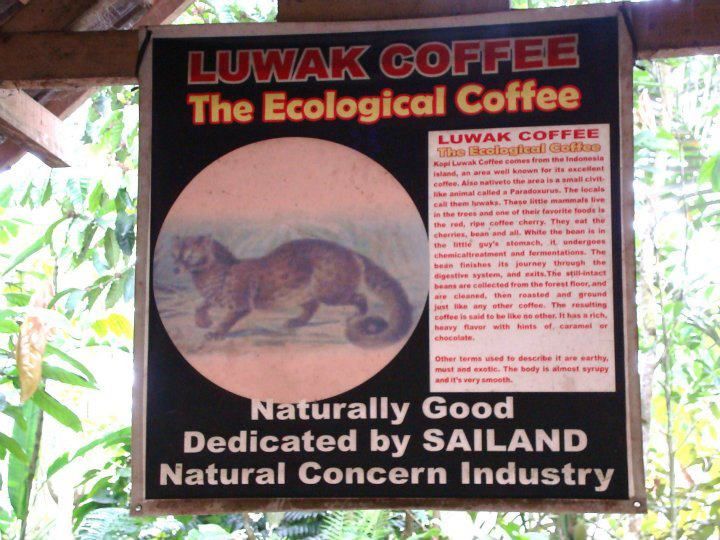 LUWAK COFFEE
The Ecological Coffee
LUWAK COFFEE
The Ecological Coffee
Kopi Luwak Coffee comes from the Indonesia
island, an area well known for its excellent
coffee. Also nativeto the area is a small civit-
like animal called a Paradoxurus. The locals
call them luwaks. These little mammals live
in the trees and one of their favorite foods is
the red, ripe coffee cherry. They eat the
cherries, bean and all. White the bean is in
the little guy's stomach, it undergoes
chemicaltreatment and fermentations. The
bean finishes its journey through the
digestive system, and exits.The still-intact
beans are collected from the forest floor, and
are cleaned, then roasted and ground
just like any other coffee. The resulting
coffee is said to be like no other. It has a rich,
heavy flavor with hints of caramel or
chocolate.
Other terms used to describe it are earthy,
must and exotic. The body is almost syrupy
and it's very smooth.
Naturally Good
Dedicated by SAILAND
Natural Concern Industry